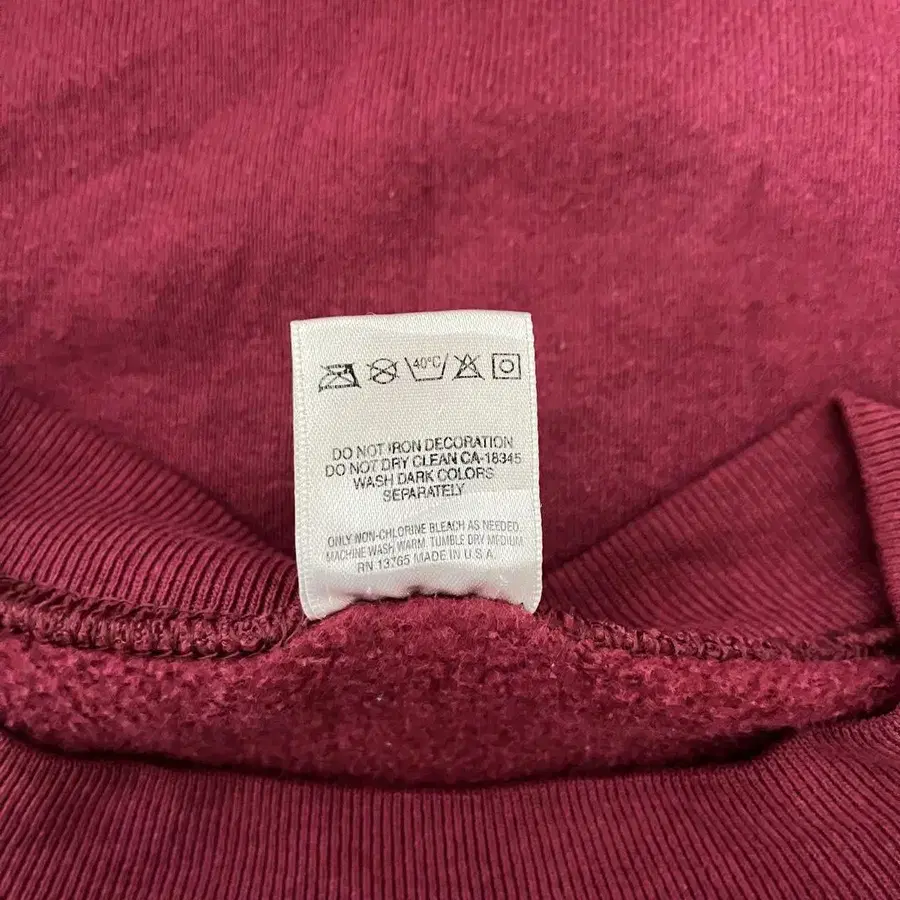 40°C
DO NOT IRON DECORATION
DO NOT DRY CLEAN CA-18345
WASH DARK COLORS
SEPARATELY
ONLY NON-CHLORINE BLEACH AS NEEDED
MACHINE WASH WARM. TUMBLE DRY MEDIUM
RN 13765 MADE IN U.S.A.